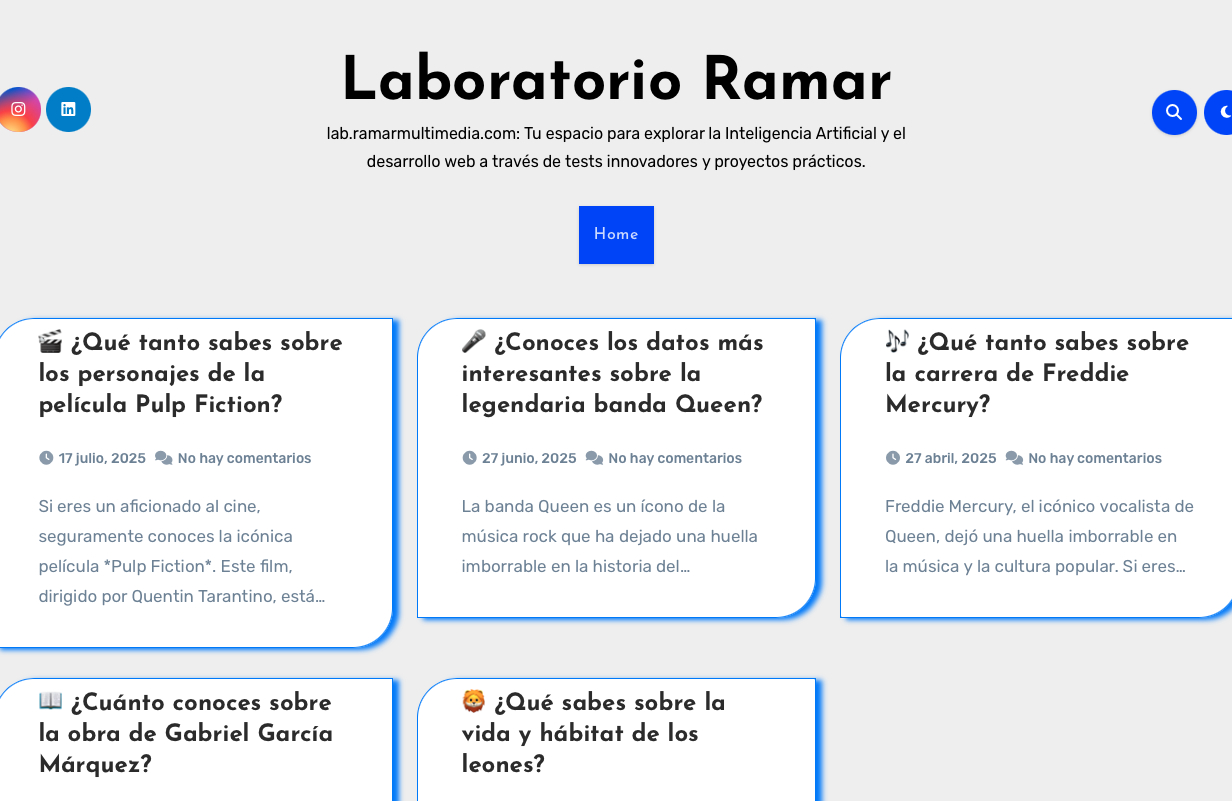 Laboratorio Ramar
lab.ramarmultimedia.com: Tu espacio para explorar la Inteligencia Artificial y el
desarrollo web a través de tests innovadores y proyectos prácticos.
Home
🎬 ¿Qué tanto sabes sobre
los personajes de la
película Pulp Fiction?
17 julio, 2025 No hay comentarios
Si eres un aficionado al cine,
seguramente conoces la icónica
película *Pulp Fiction*. Este film,
dirigido por Quentin Tarantino, está…
🎤 ¿Conoces los datos más
interesantes sobre la
legendaria banda Queen?
27 junio, 2025 No hay comentarios
La banda Queen es un ícono de la
música rock que ha dejado una huella
imborrable en la historia del…
🎶 ¿Qué tanto sabes sobre
la carrera de Freddie
Mercury?
27 abril, 2025 No hay comentarios
Freddie Mercury, el icónico vocalista de
Queen, dejó una huella imborrable en
la música y la cultura popular. Si eres…
📖 ¿Cuánto conoces sobre
la obra de Gabriel García
Márquez?
🦁 ¿Qué sabes sobre la
vida y hábitat de los
leones?